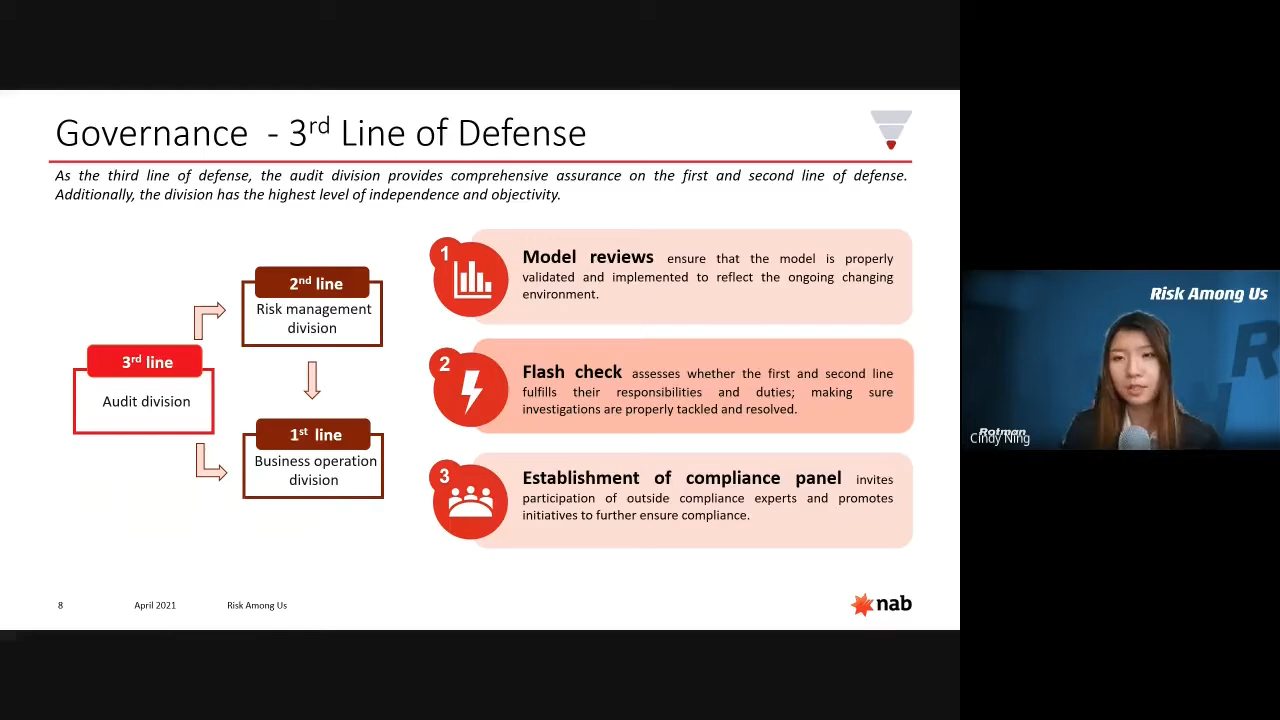 Governance - 3rd Line of Defense
As the third line of defense, the audit division provides comprehensive assurance on the first and second line of defense.
Additionally, the division has the highest level of independence and objectivity.
2nd line
Risk management
division
3rd line
Audit division
1st line
Business operation
division
1
Model reviews ensure that the model is properly
validated and implemented to reflect the ongoing changing
environment.
2
Flash check assesses whether the first and second line
fulfills their responsibilities and duties; making sure
investigations are properly tackled and resolved.
3
Establishment of compliance panel invites
participation of outside compliance experts and promotes
initiatives to further ensure compliance.
8
April 2021
Risk Among Us
nab
Risk Among Us
Rotman
Cindy Ning